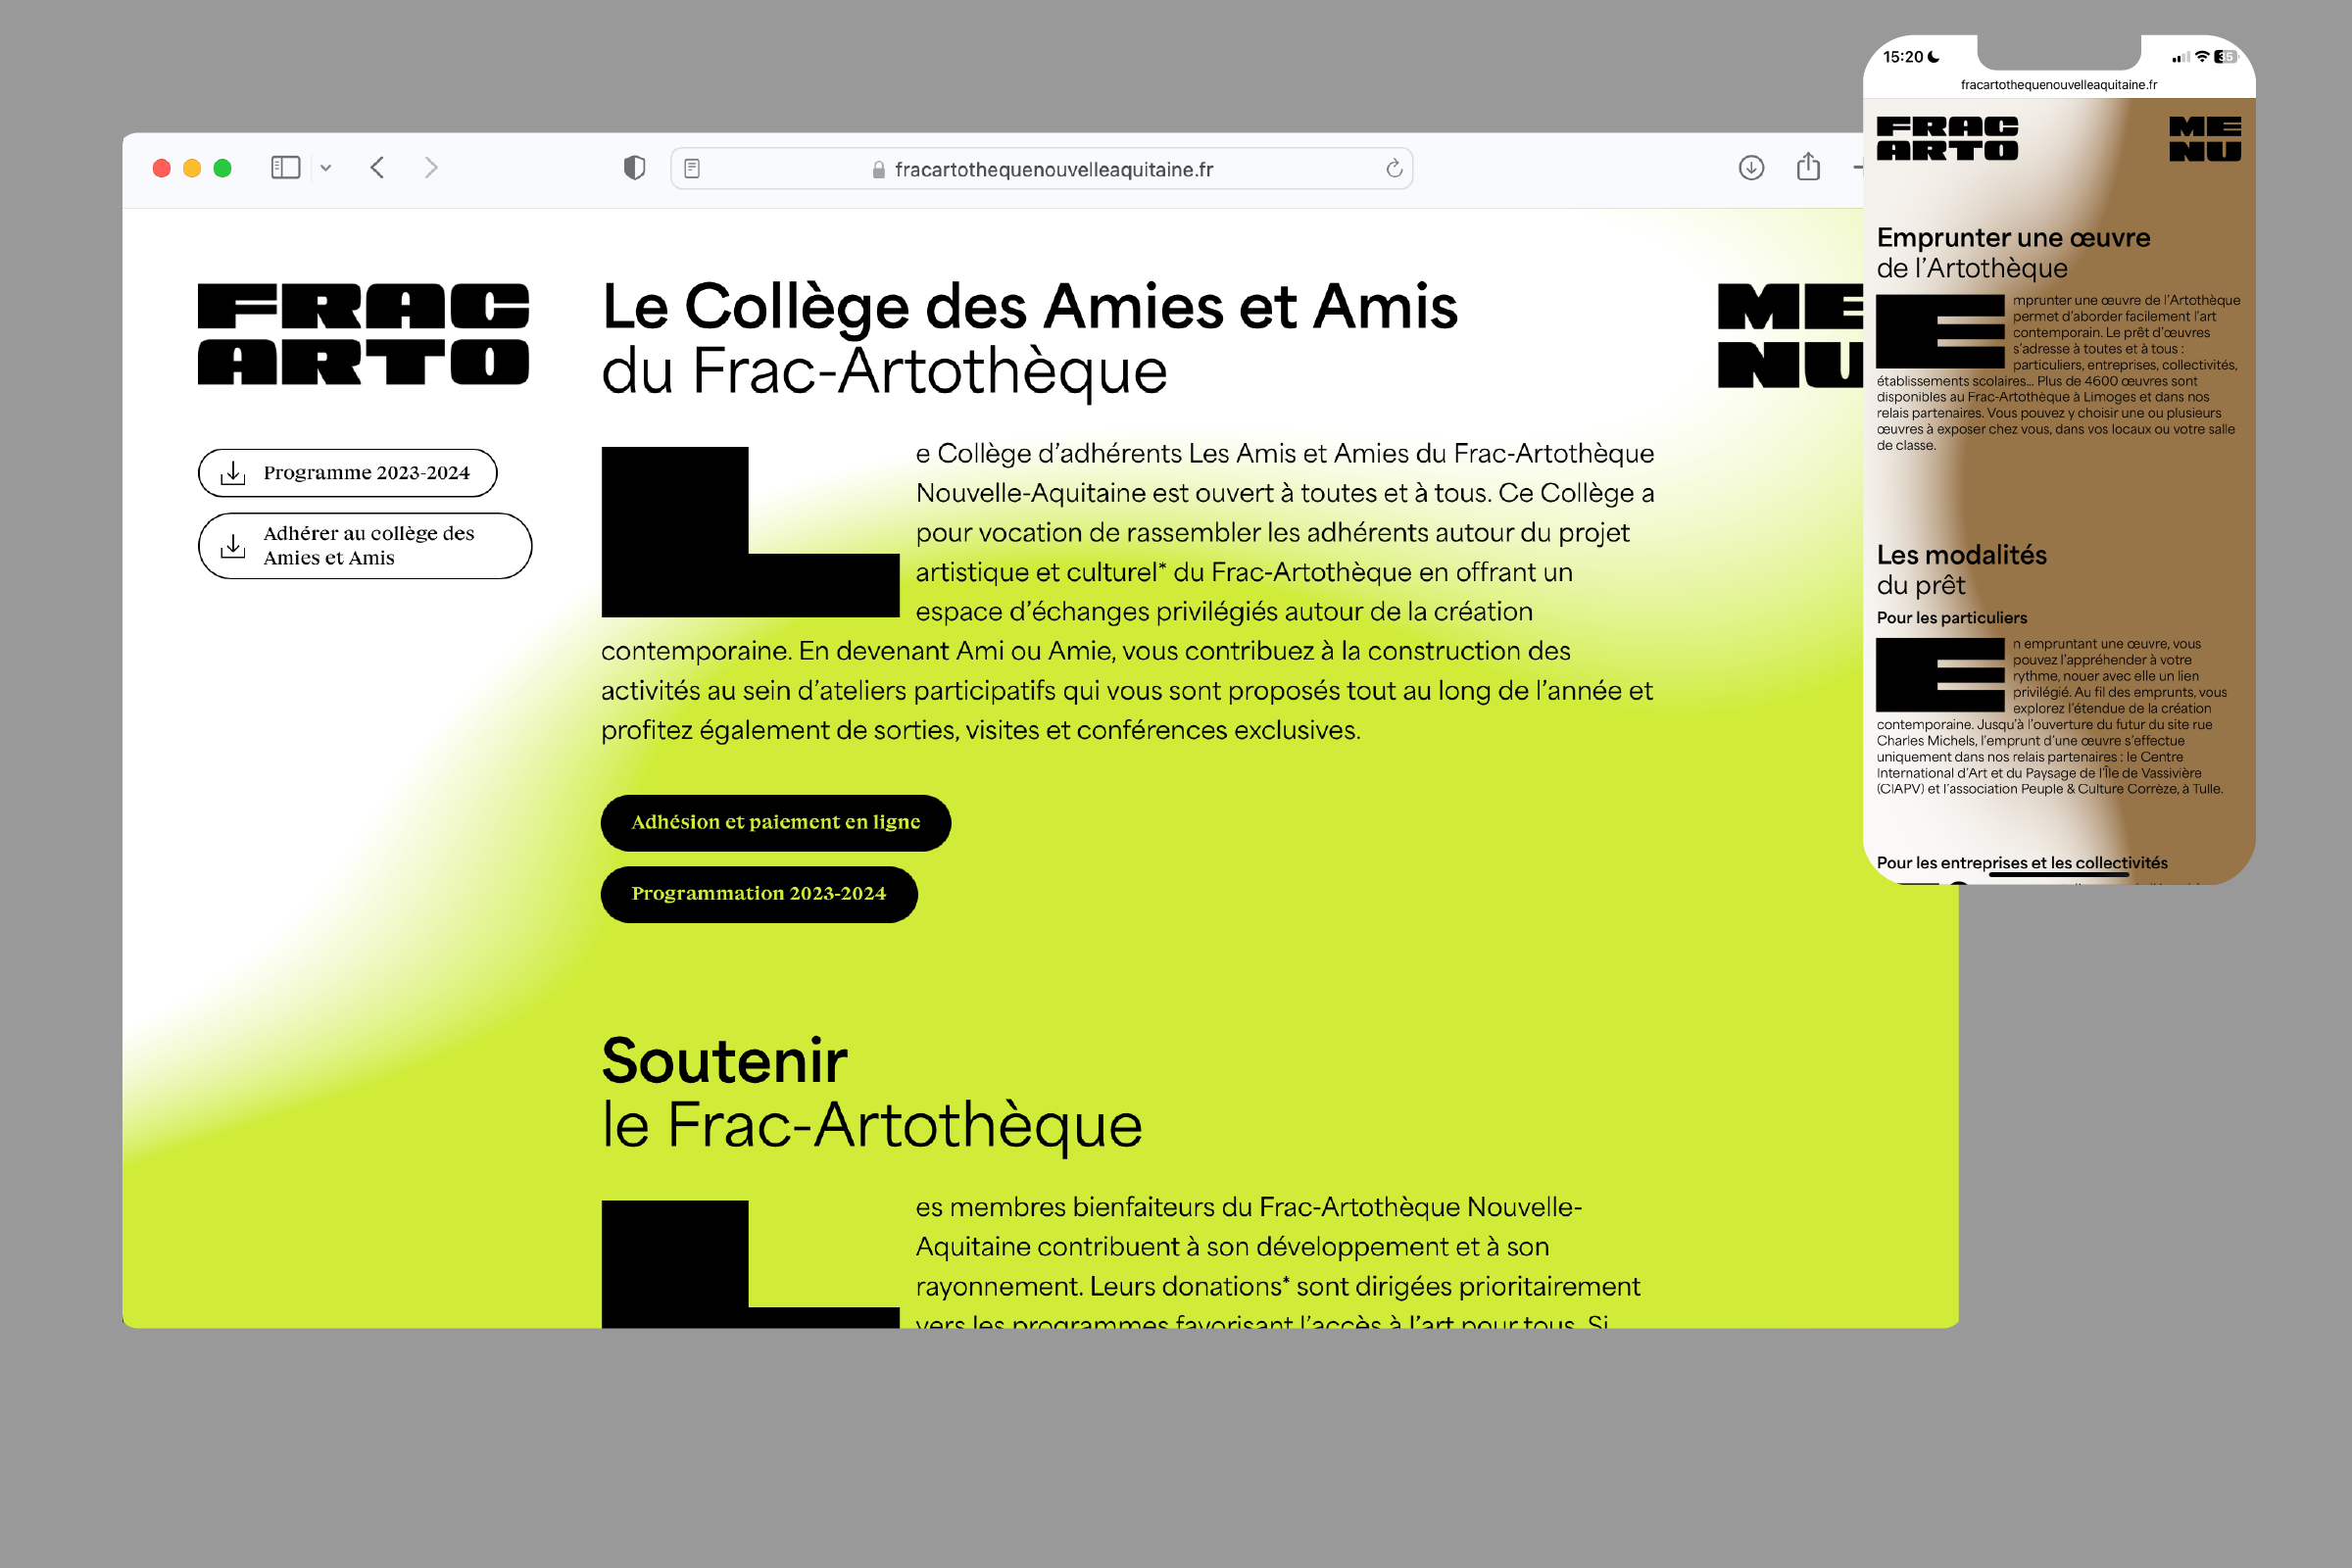 fracartothequenouvelleaquitaine.fr
FRAC
ARTO
Programme 2023-2024
Adhérer au collège des
Amies et Amis
Le Collège des Amies et Amis
du Frac-Artothèque
Le Collège d’adhérents Les Amis et Amies du Frac-Artothèque
Nouvelle-Aquitaine est ouvert à toutes et à tous. Ce Collège a
pour vocation de rassembler les adhérents autour du projet
artistique et culturel* du Frac-Artothèque en offrant un
espace d’échanges privilégiés autour de la création
contemporaine. En devenant Ami ou Amie, vous contribuez à la construction des
activités au sein d’ateliers participatifs qui vous sont proposés tout au long de l’année et
profitez également de sorties, visites et conférences exclusives.
Adhésion et paiement en ligne
Programmation 2023-2024
Soutenir
le Frac-Artothèque
Les membres bienfaiteurs du Frac-Artothèque Nouvelle-
Aquitaine contribuent à son développement et à son
rayonnement. Leurs donations* sont dirigées prioritairement
vers les programmes favorisant l’accès à l’art pour tous. Si
ME
NU
15:20
35
fracartothequenouvelleaquitaine.fr
FRAC
ARTO
ME
NU
Emprunter une œuvre
de l’Artothèque
Emprunter une œuvre de l’Artothèque
permet d’aborder facilement l’art
contemporain. Le prêt d’œuvres
s’adresse à toutes et à tous :
particuliers, entreprises, collectivités,
établissements scolaires... Plus de 4600 œuvres sont
disponibles au Frac-Artothèque à Limoges et dans nos
relais partenaires. Vous pouvez y choisir une ou plusieurs
œuvres à exposer chez vous, dans vos locaux ou votre salle
de classe.
Les modalités
du prêt
Pour les particuliers
En empruntant une œuvre, vous
pouvez l’appréhender à votre
rythme, nouer avec elle un lien
privilégié. Au fil des emprunts, vous
explorez l’étendue de la création
contemporaine. Jusqu’à l’ouverture du futur du site rue
Charles Michels, l’emprunt d’une œuvre s’effectue
uniquement dans nos relais partenaires : le Centre
International d’Art et du Paysage de l’Île de Vassivière
(CIAPV) et l’association Peuple & Culture Corrèze, à Tulle.
Pour les entreprises et les collectivités